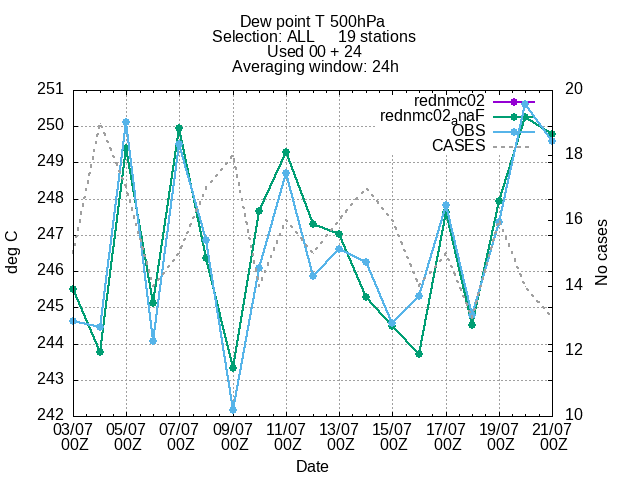 Dew point T 500hPa
Selection: ALL 19 stations
Used 00 + 24
Averaging window: 24h
rednmc02
rednmc02anaF
OBS
CASES
251
250
249
248
247
246
245
244
243
242
deg C
20
18
16
14
12
10
No cases
03/07 05/07 07/07 09/07 11/07 13/07 15/07 17/07 19/07 21/07
00Z 00Z 00Z 00Z 00Z 00Z 00Z 00Z 00Z 00Z
Date